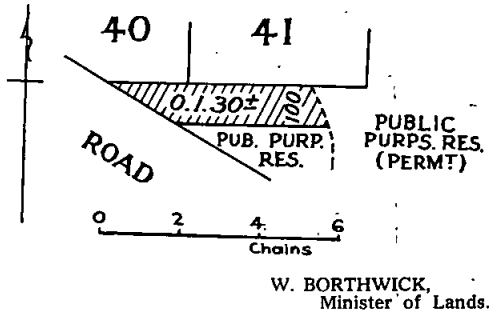 40 41
0.1.30±
100
PUB. PURP.
RES.
PUBLIC
PURPS. RES.
(PERMT)
ROAD
0 2 4 6
Chains
W. BORTHWICK,
Minister of Lands.